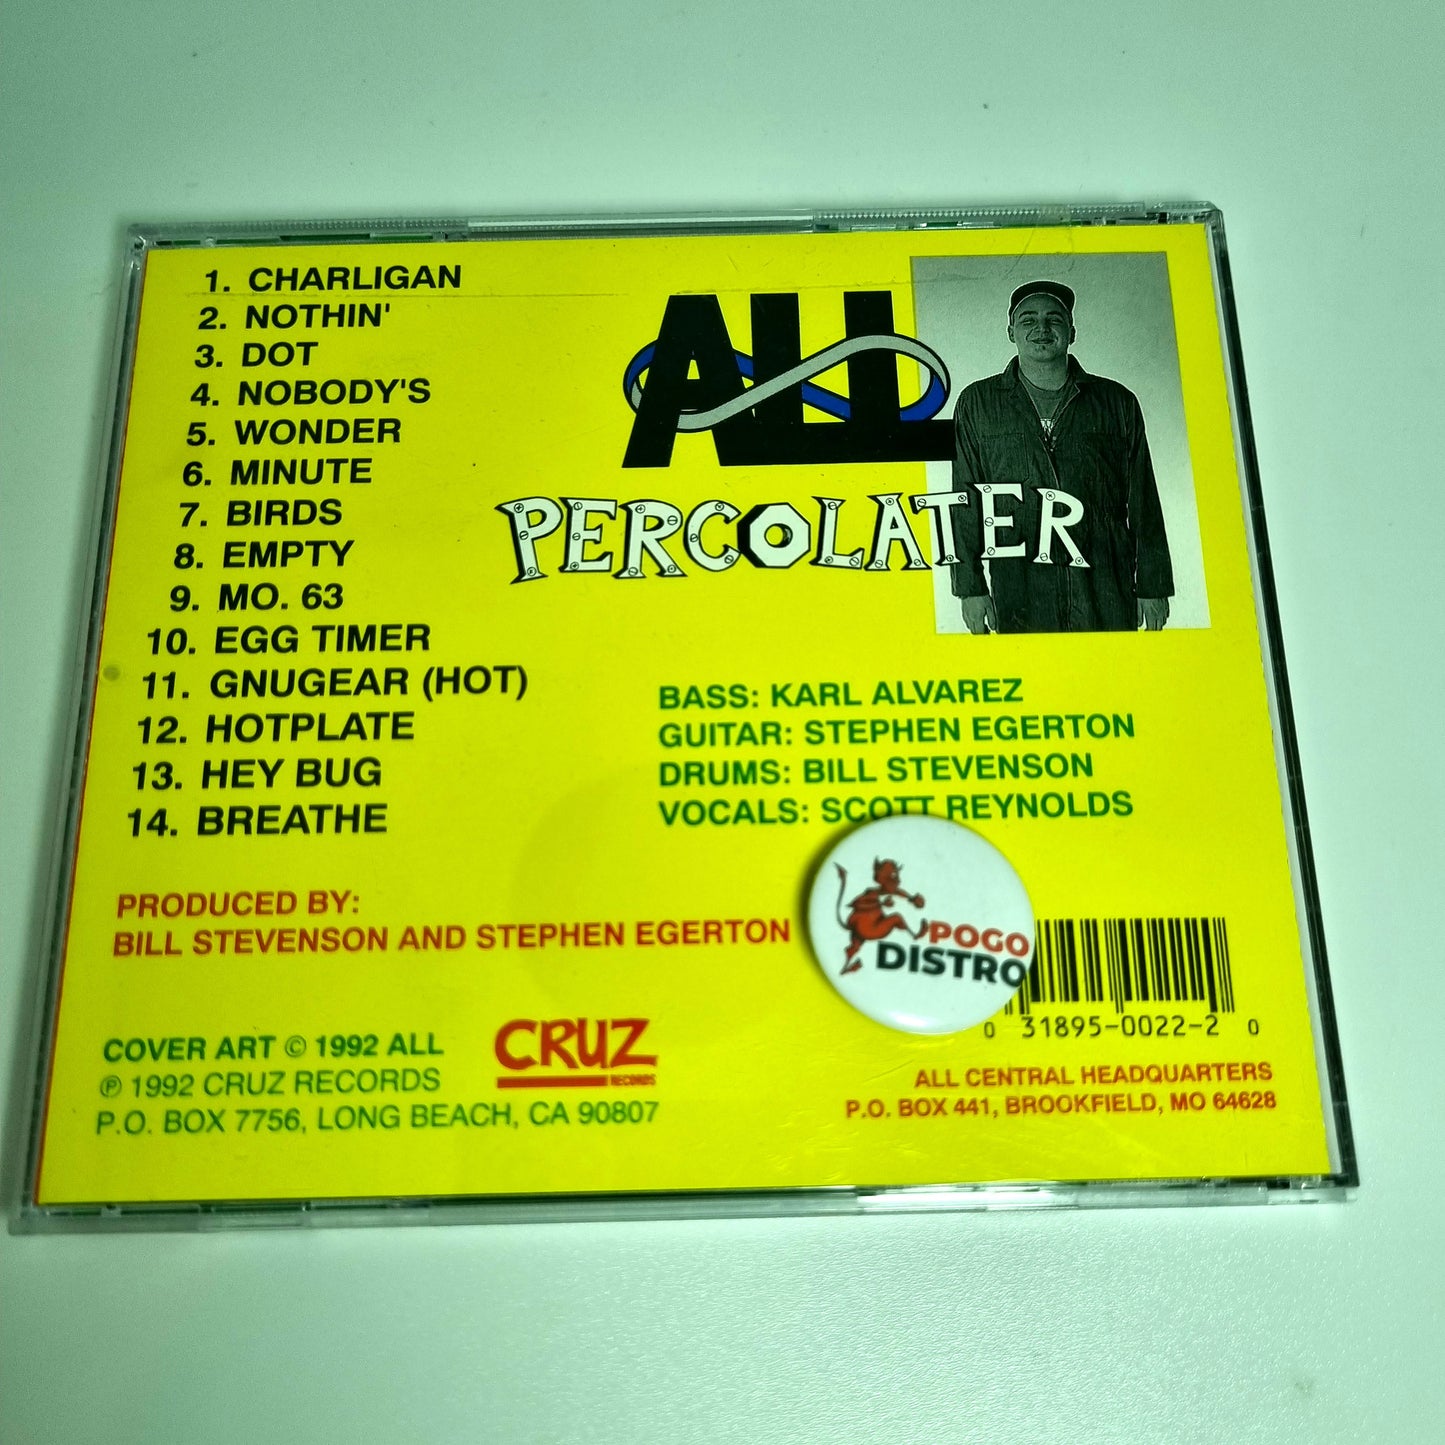 1. CHARLIGAN
2. NOTHIN'
3. DOT
4. NOBODY'S
5. WONDER
6. MINUTE
7. BIRDS
8. EMPTY
9. MO. 63
10. EGG TIMER
11. GNUGEAR (HOT)
12. HOTPLATE
13. HEY BUG
14. BREATHE
ALL
PERCOLATER
BASS: KARL ALVAREZ
GUITAR: STEPHEN EGERTON
DRUMS: BILL STEVENSON
VOCALS: SCOTT REYNOLDS
PRODUCED BY:
BILL STEVENSON AND STEPHEN EGERTON
POGO
DISTRO
0 31895-0022-2 0
COVER ART © 1992 ALL
℗ 1992 CRUZ RECORDS
P.O. BOX 7756, LONG BEACH, CA 90807
CRUZ
RECORDS
ALL CENTRAL HEADQUARTERS
P.O. BOX 441, BROOKFIELD, MO 64628